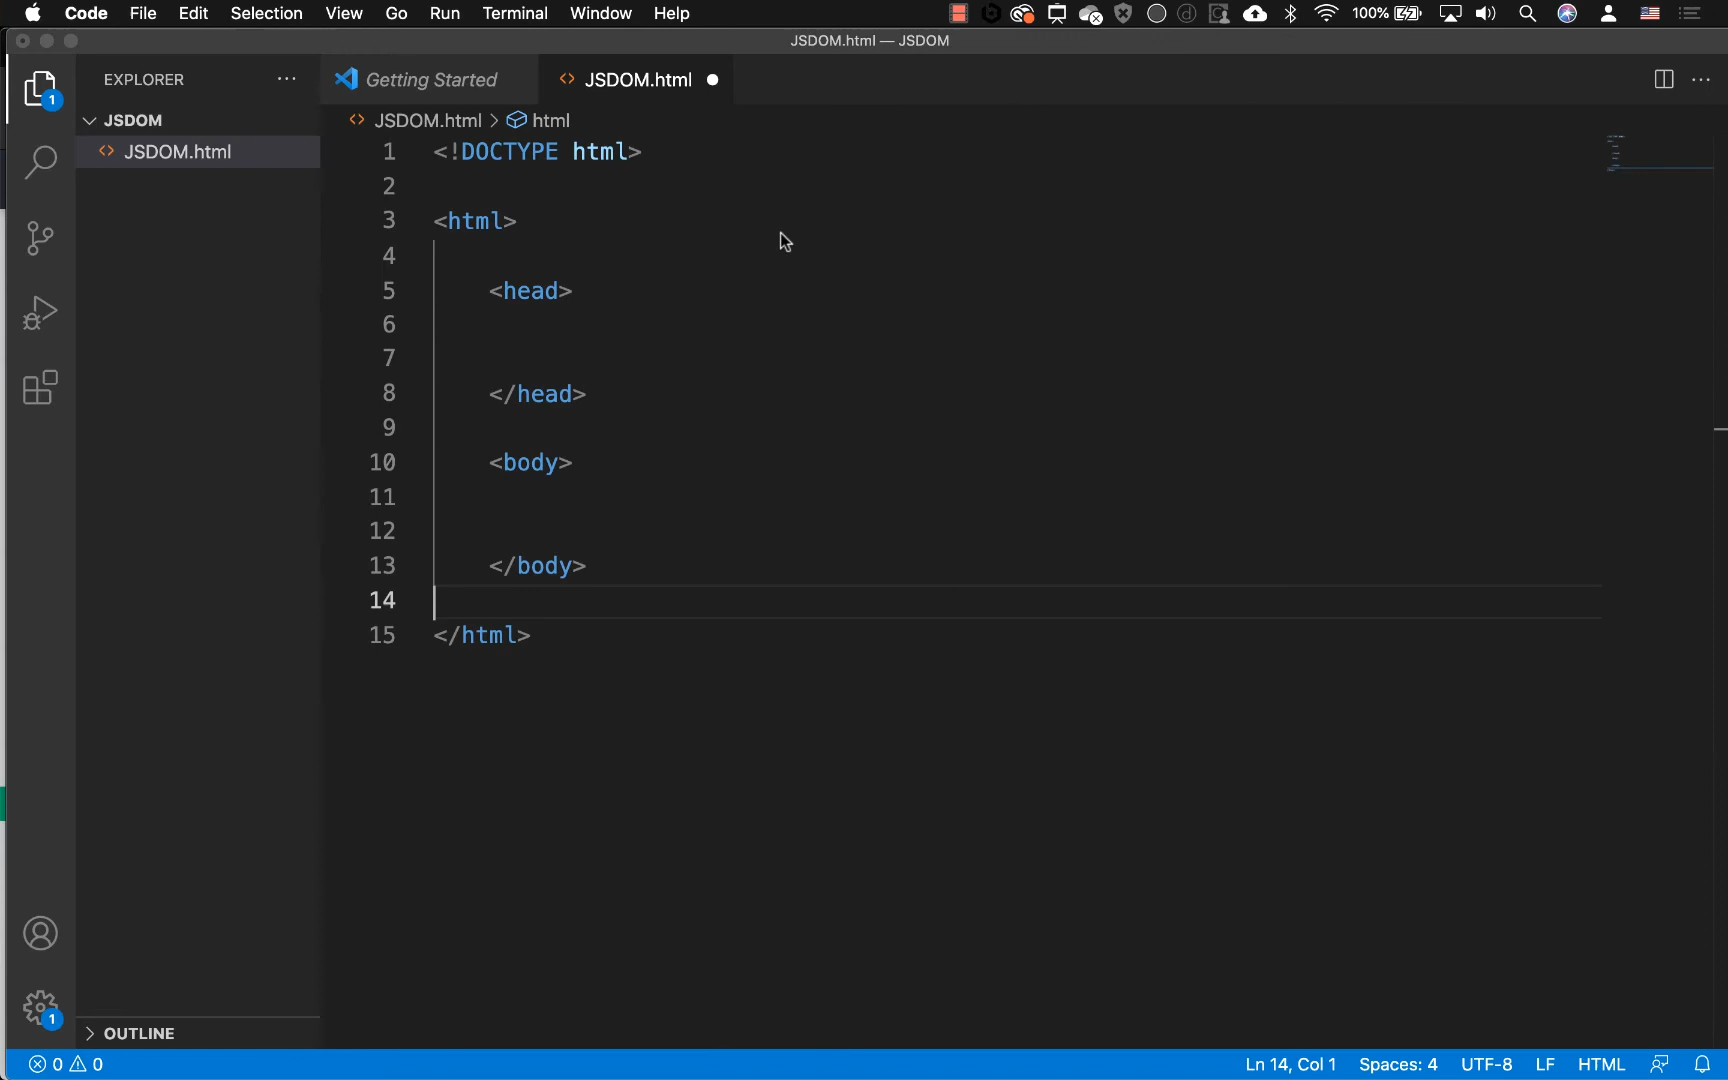 Code File Edit Selection View Go Run Terminal Window Help 100%
JSDOM.html — JSDOM
EXPLORER
Getting Started
JSDOM.html
JSDOM
JSDOM.html > html
JSDOM.html
1
1 <!DOCTYPE html>
2
3 <html>
4
5 <head>
6
7
8 </head>
9
10 <body>
11
12
13 </body>
14
15 </html>
1
OUTLINE
0 0 Ln 14, Col 1 Spaces: 4 UTF-8 LF HTML